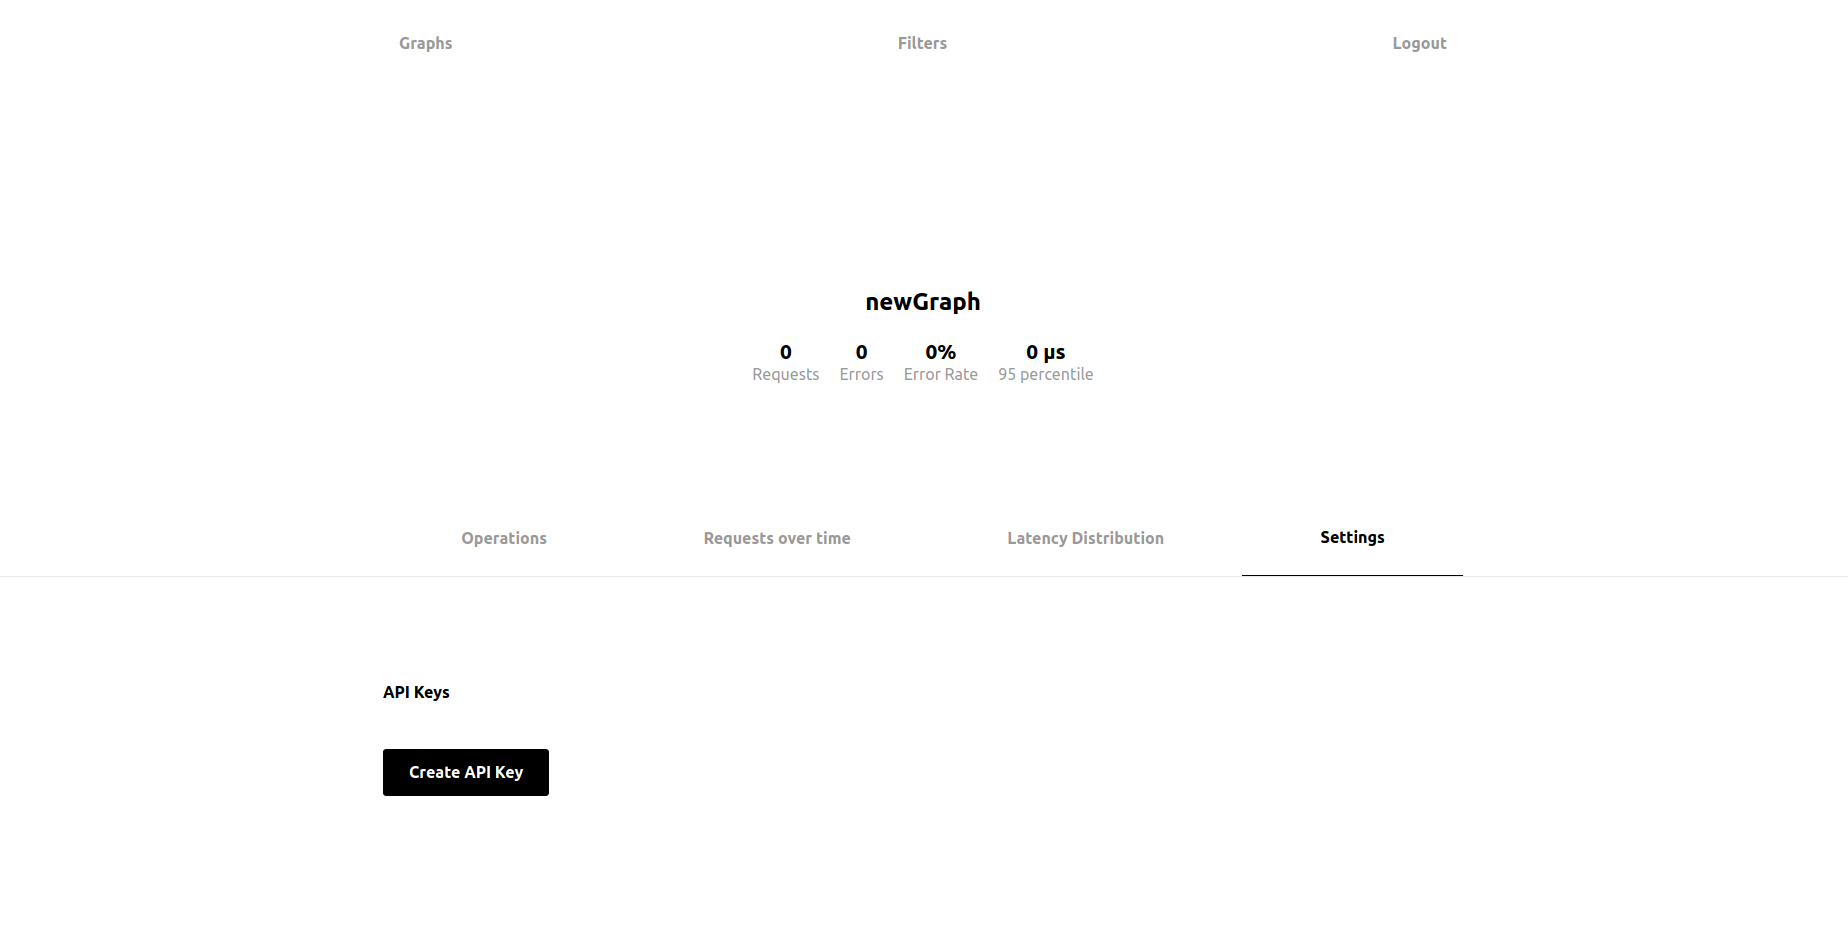 Graphs Filters Logout
newGraph
0 0 0% 0 µs
Requests Errors Error Rate 95 percentile
Operations Requests over time Latency Distribution Settings
API Keys
Create API Key